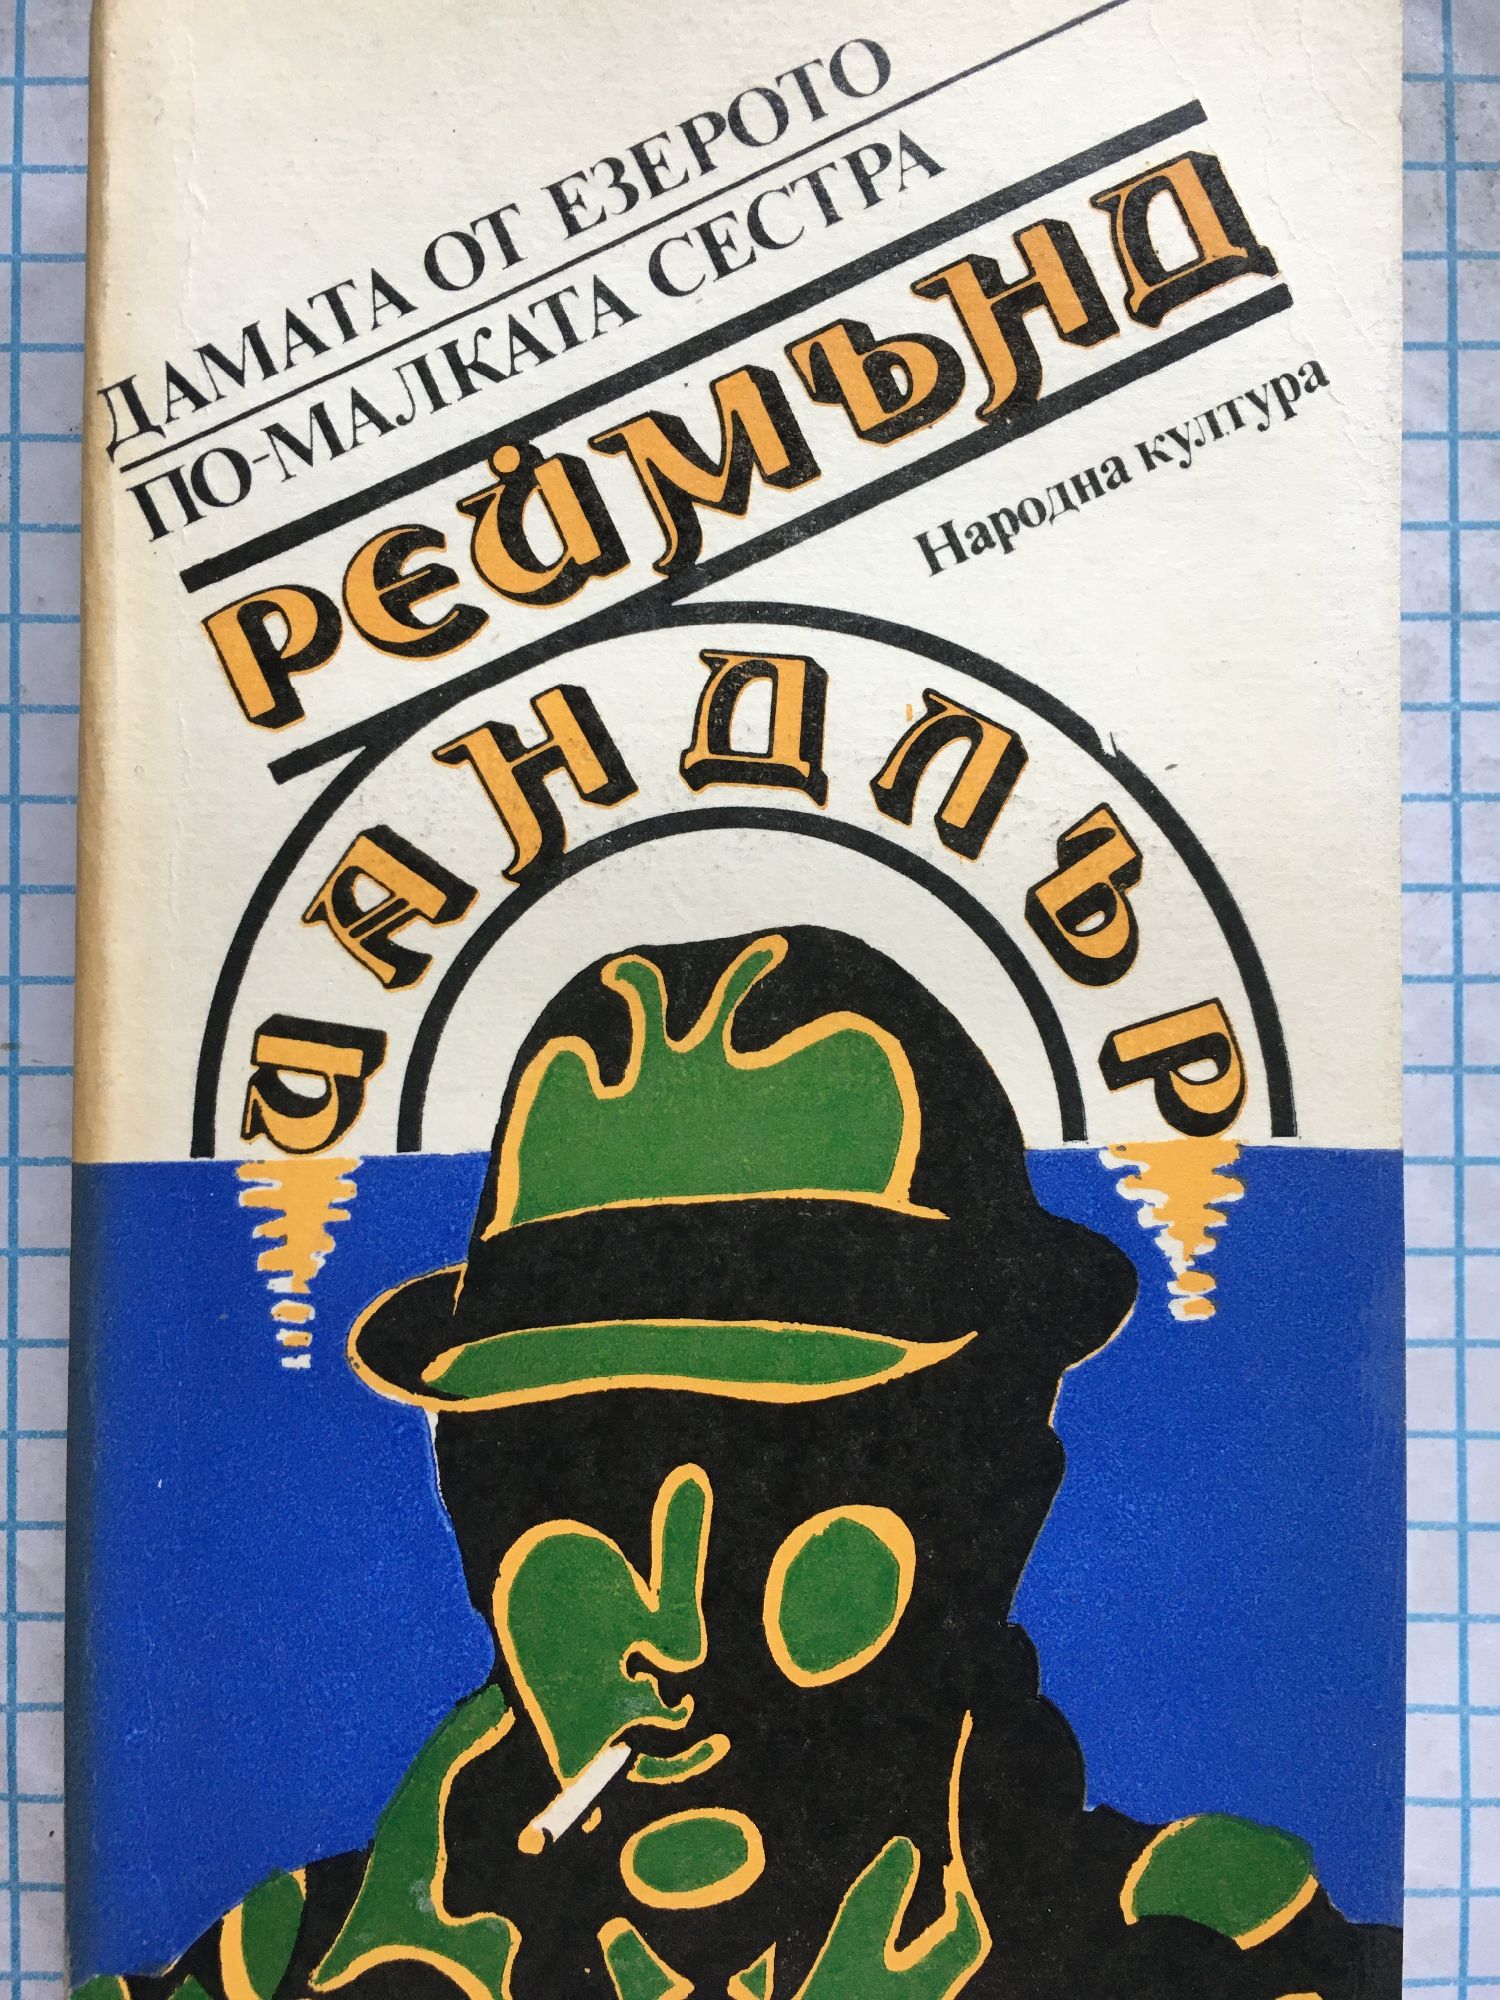 ДАМАТА ОТ ЕЗЕРОТО
ПО-МАЛКАТА СЕСТРА
РЕЙМЪНД
Народна култура
ЧАНДЛЪР